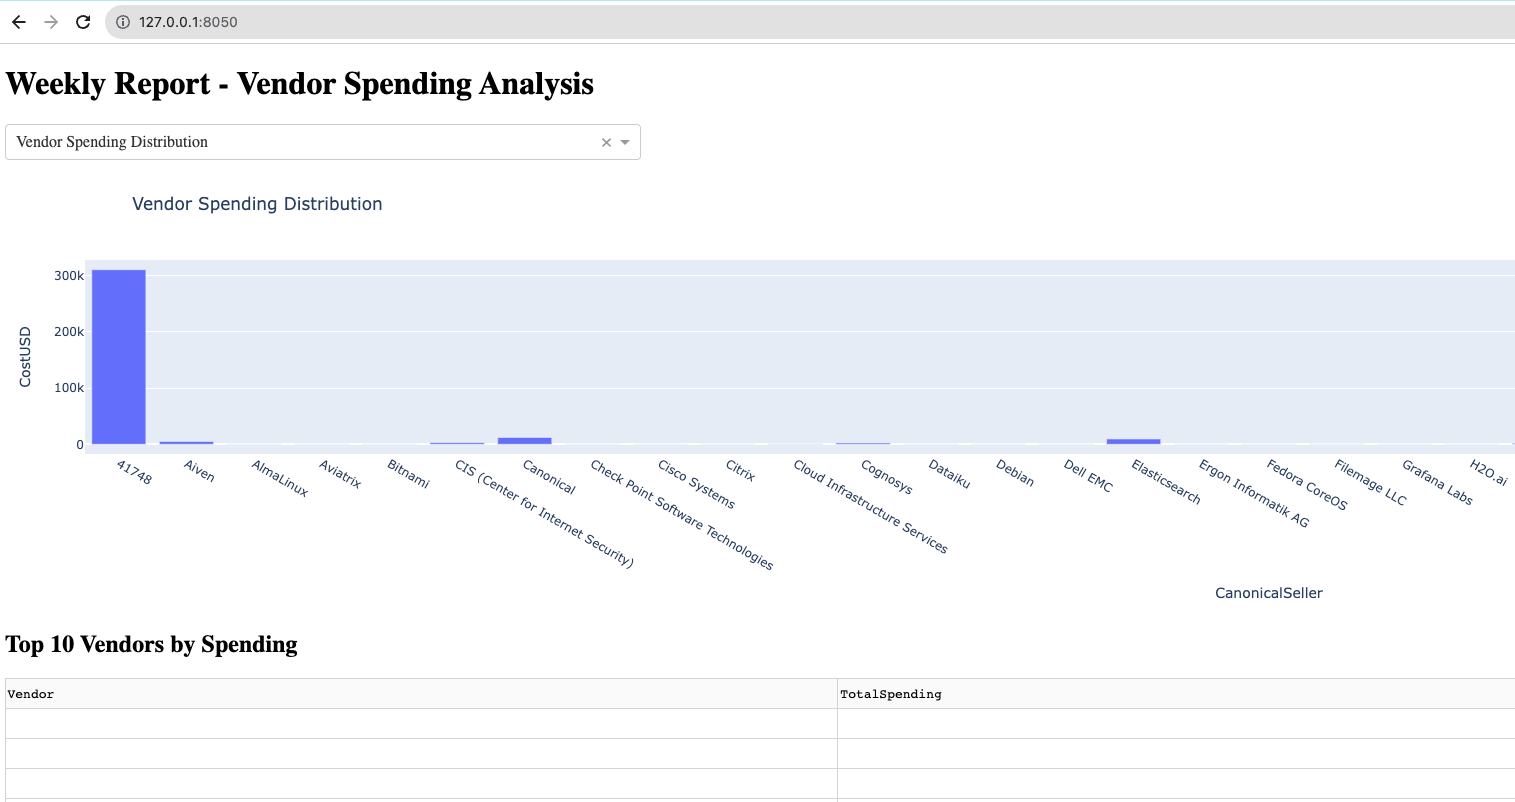 127.0.0.1:8050
Weekly Report - Vendor Spending Analysis
Vendor Spending Distribution
Vendor Spending Distribution
300k
200k
100k
0
CostUSD
41748
Aiven
AlmaLinux
Aviatrix
Bitnami
CIS (Center for Internet Security)
Canonical
Check Point Software Technologies
Cisco Systems
Citrix
Cloud Infrastructure Services
Cognosys
Dataiku
Debian
Dell EMC
Elasticsearch
Ergon Informatik AG
Fedora CoreOS
Filemage LLC
Grafana Labs
H2O.ai
CanonicalSeller
Top 10 Vendors by Spending
Vendor TotalSpending